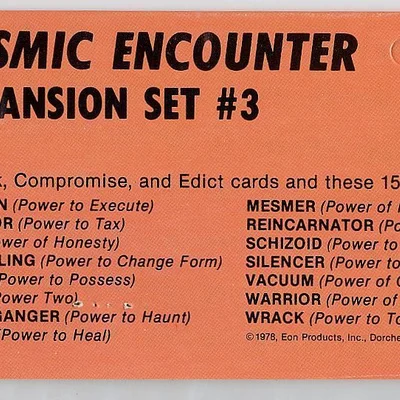 SMIC ENCOUNTER
ANSION SET #3
, Compromise, and Edict cards and these 15
N (Power to Execute)
OR (Power to Tax)
ower of Honesty)
LING (Power to Change Form)
Power to Possess)
Power Two)
GANGER (Power to Haunt)
(Power to Heal)
MESMER (Power of
REINCARNATOR (Po
SCHIZOID (Power to
SILENCER (Power to
VACUUM (Power of
WARRIOR (Power of
WRACK (Power to To
©1978, Eon Products, Inc., Dorche